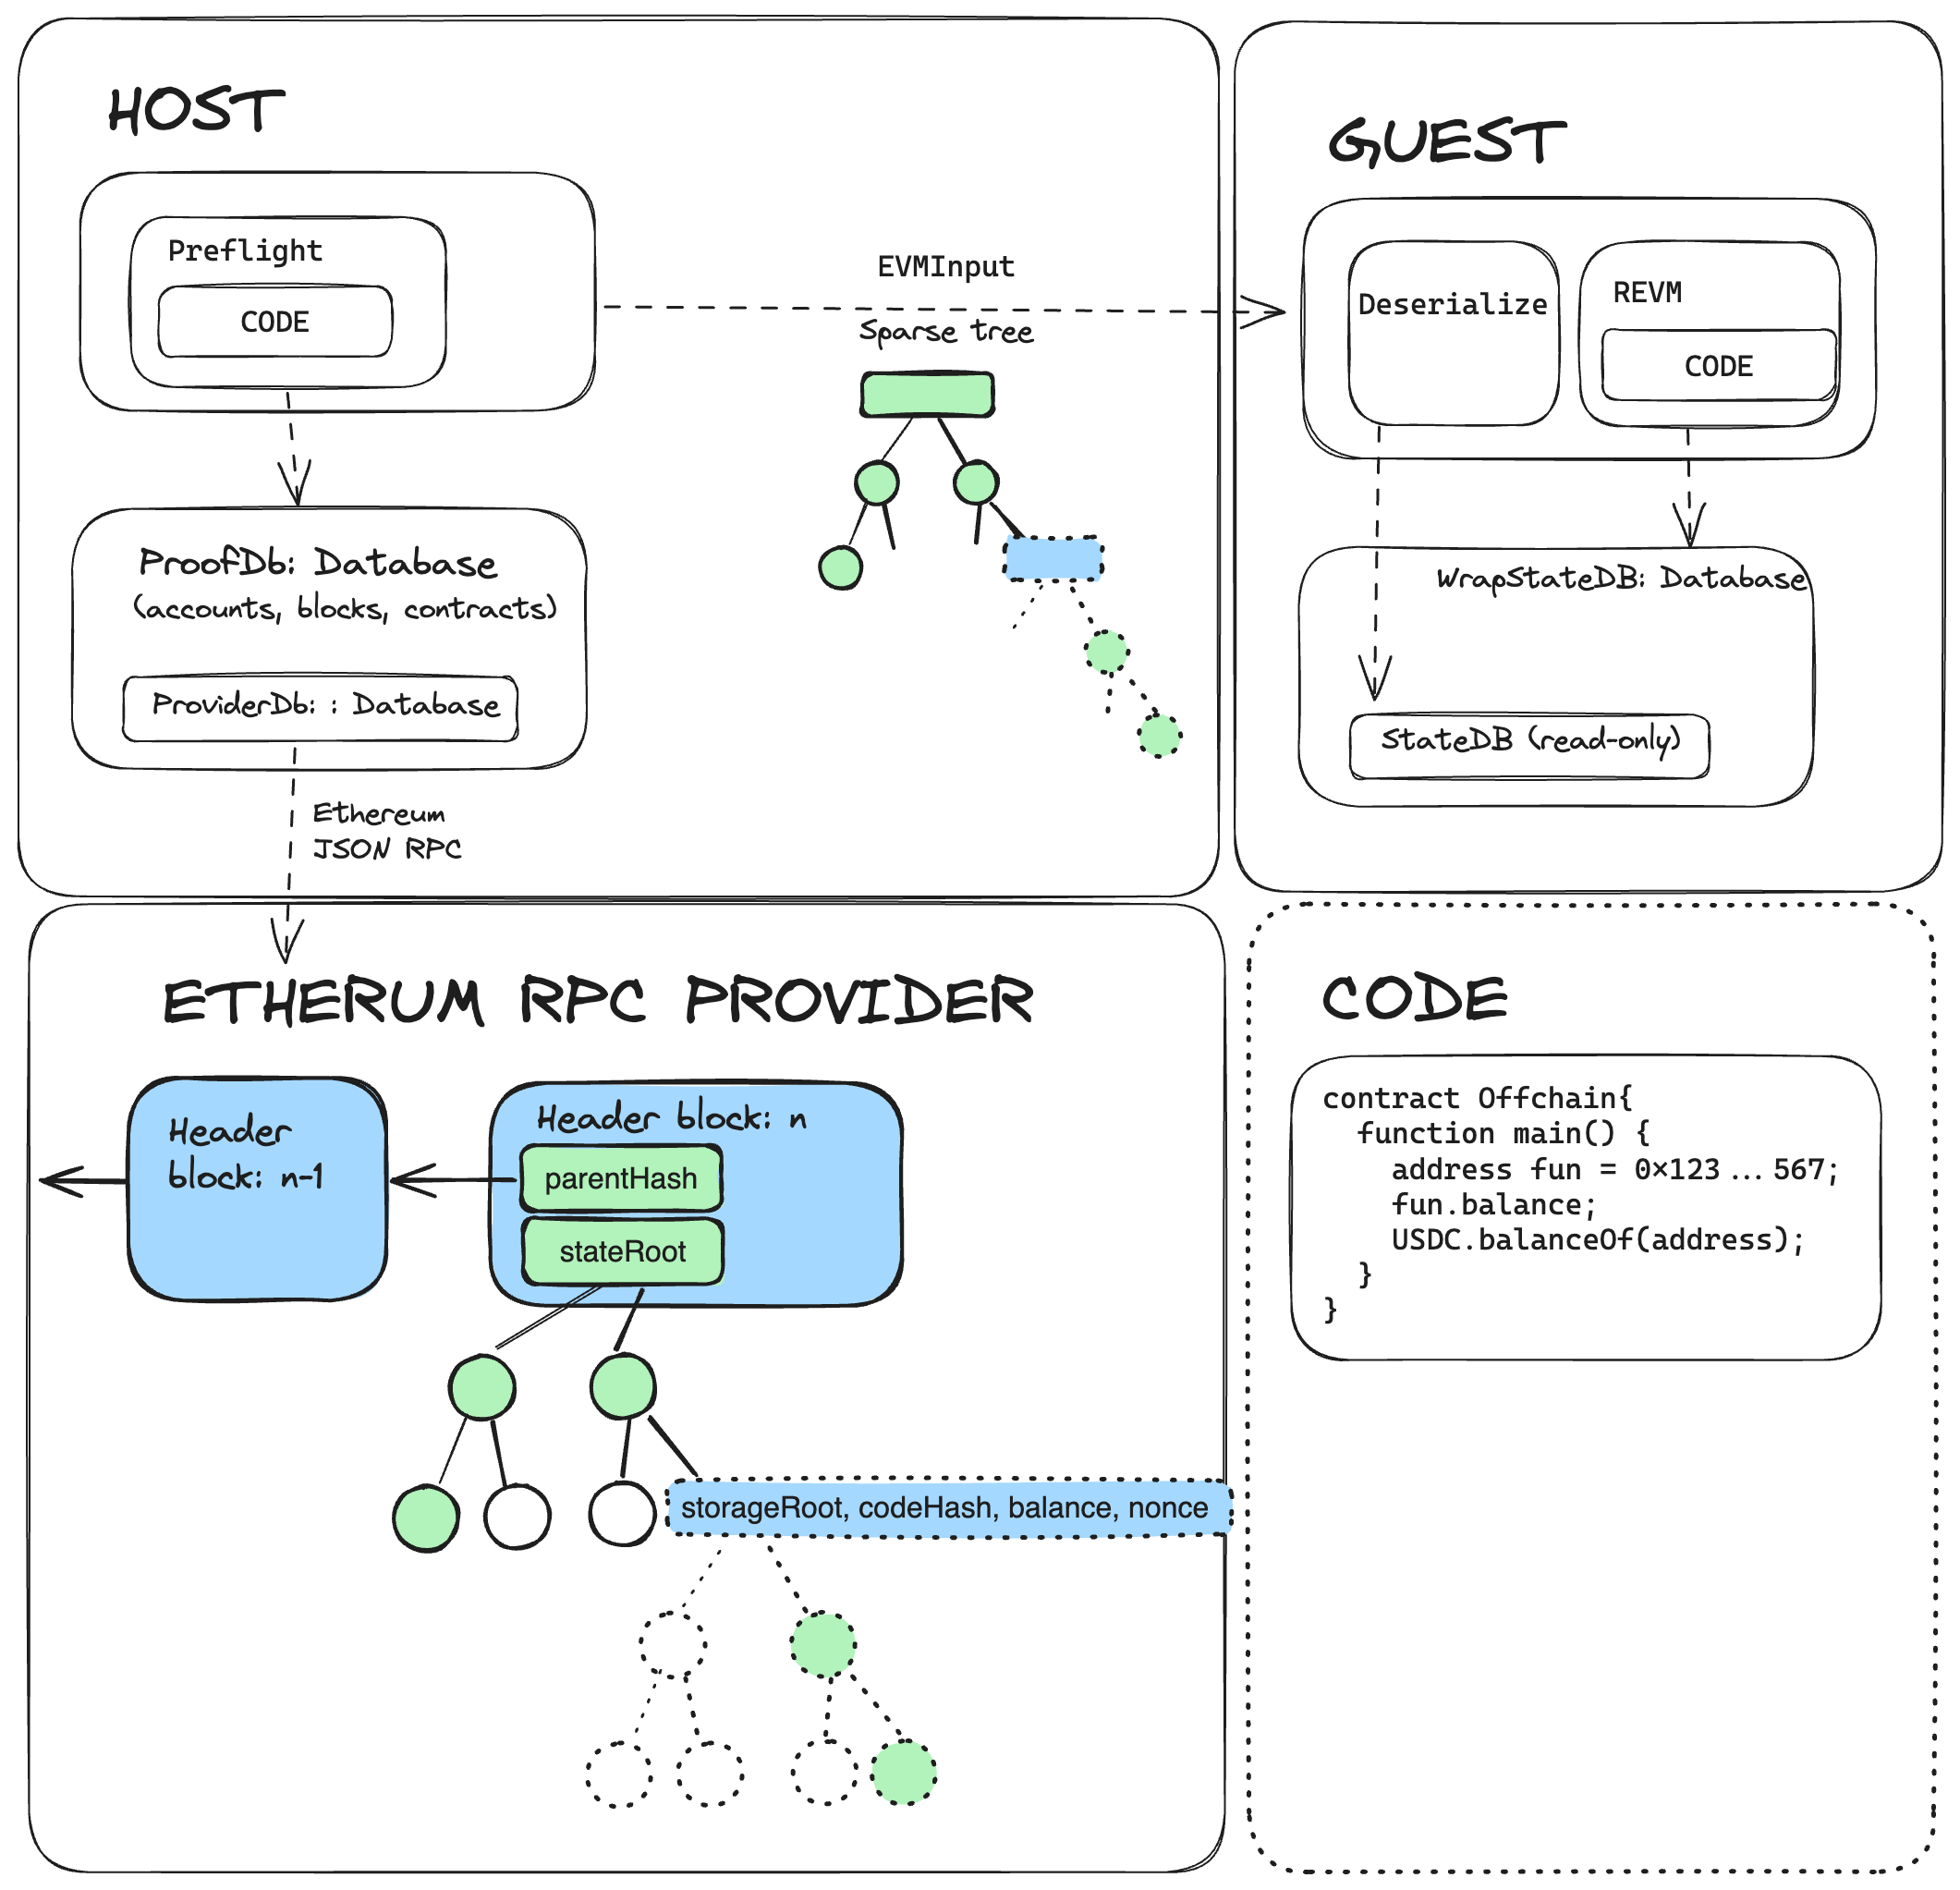 HOST
Preflight
CODE
EVMInput
Sparse tree
ProofDb: Database
(accounts, blocks, contracts)
ProviderDb: : Database
Ethereum
JSON RPC
GUEST
Deserialize
REVM
CODE
WrapStateDB: Database
StateDB (read-only)
ETHERUM RPC PROVIDER
Header
block: n-1
Header block: n
parentHash
stateRoot
storageRoot, codeHash, balance, nonce
CODE
contract Offchain{
function main() {
address fun = 0×123...567;
fun.balance;
USDC.balanceOf(address);
}
}